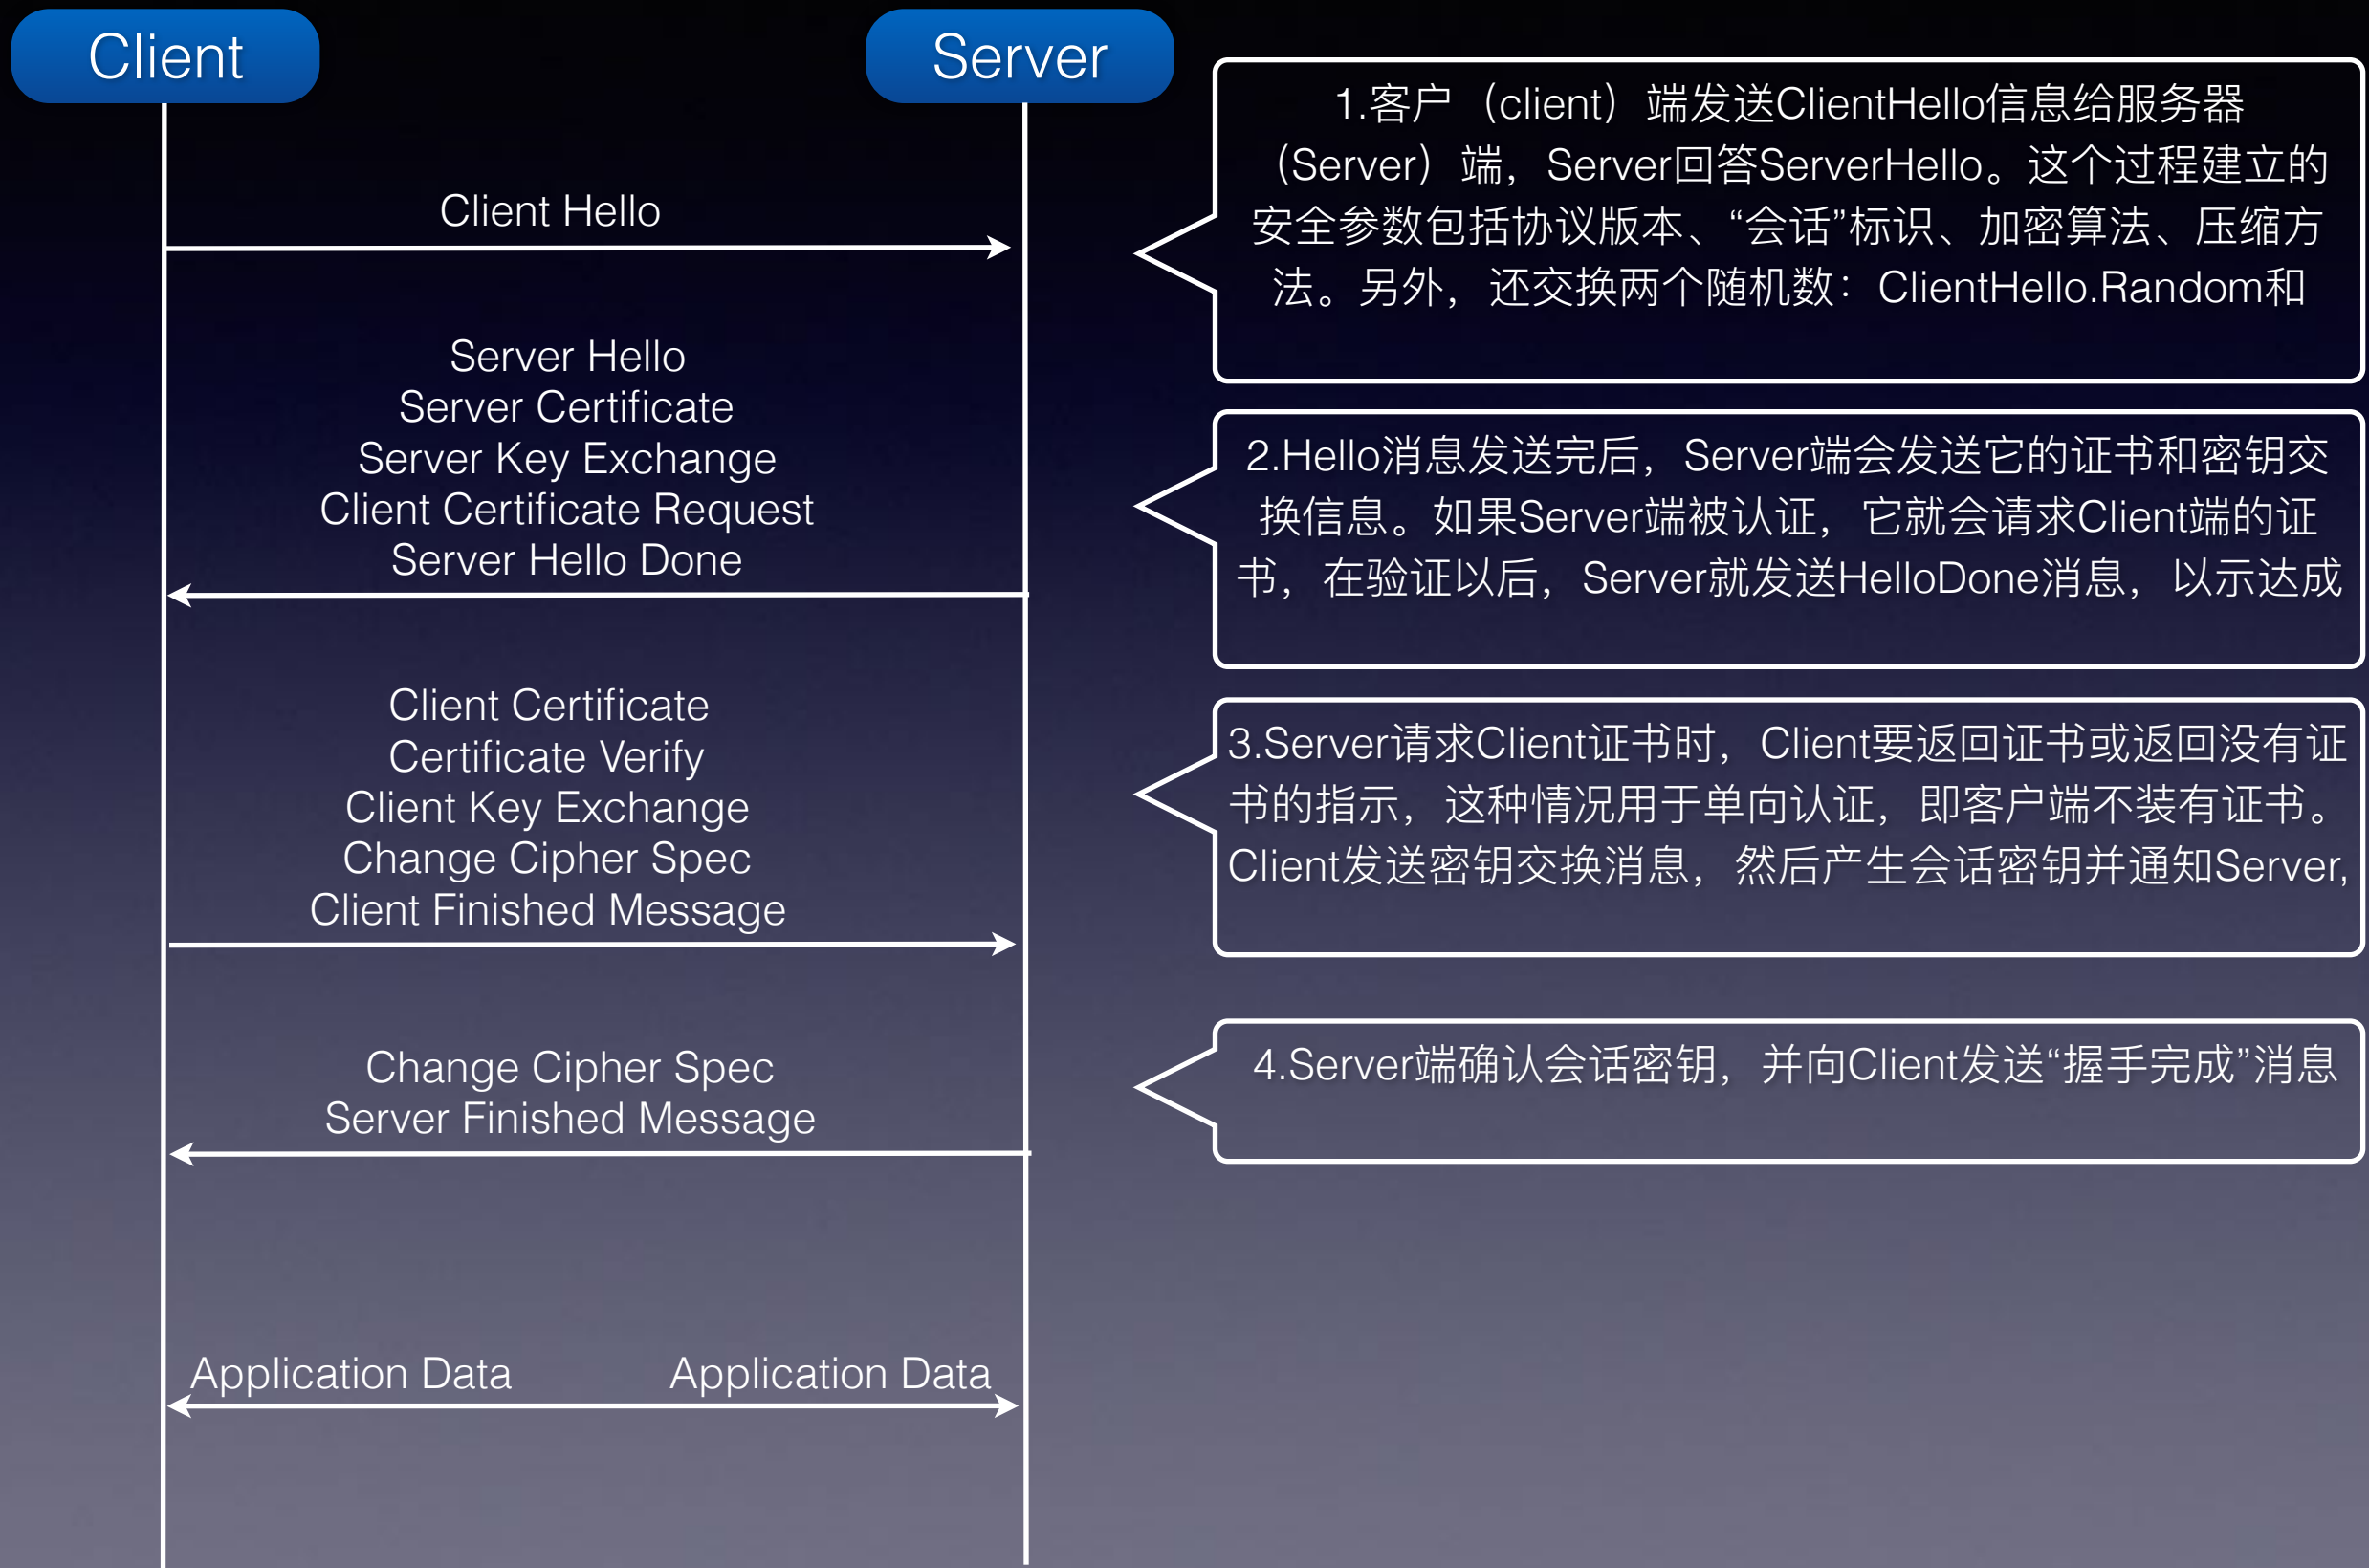 Client
Server
Client Hello
Server Hello
Server Certificate
Server Key Exchange
Client Certificate Request
Server Hello Done
Client Certificate
Certificate Verify
Client Key Exchange
Change Cipher Spec
Client Finished Message
Change Cipher Spec
Server Finished Message
Application Data
Application Data
1.客户（client）端发送ClientHello信息给服务器
（Server）端，Server回答ServerHello。这个过程建立的
安全参数包括协议版本、“会话”标识、加密算法、压缩方
法。另外，还交换两个随机数：ClientHello.Random和
2.Hello消息发送完后，Server端会发送它的证书和密钥交
换信息。如果Server端被认证，它就会请求Client端的证
书，在验证以后，Server就发送HelloDone消息，以示达成
3.Server请求Client证书时，Client要返回证书或返回没有证
书的指示，这种情况用于单向认证，即客户端不装有证书。
Client发送密钥交换消息，然后产生会话密钥并通知Server,
4.Server端确认会话密钥，并向Client发送“握手完成”消息